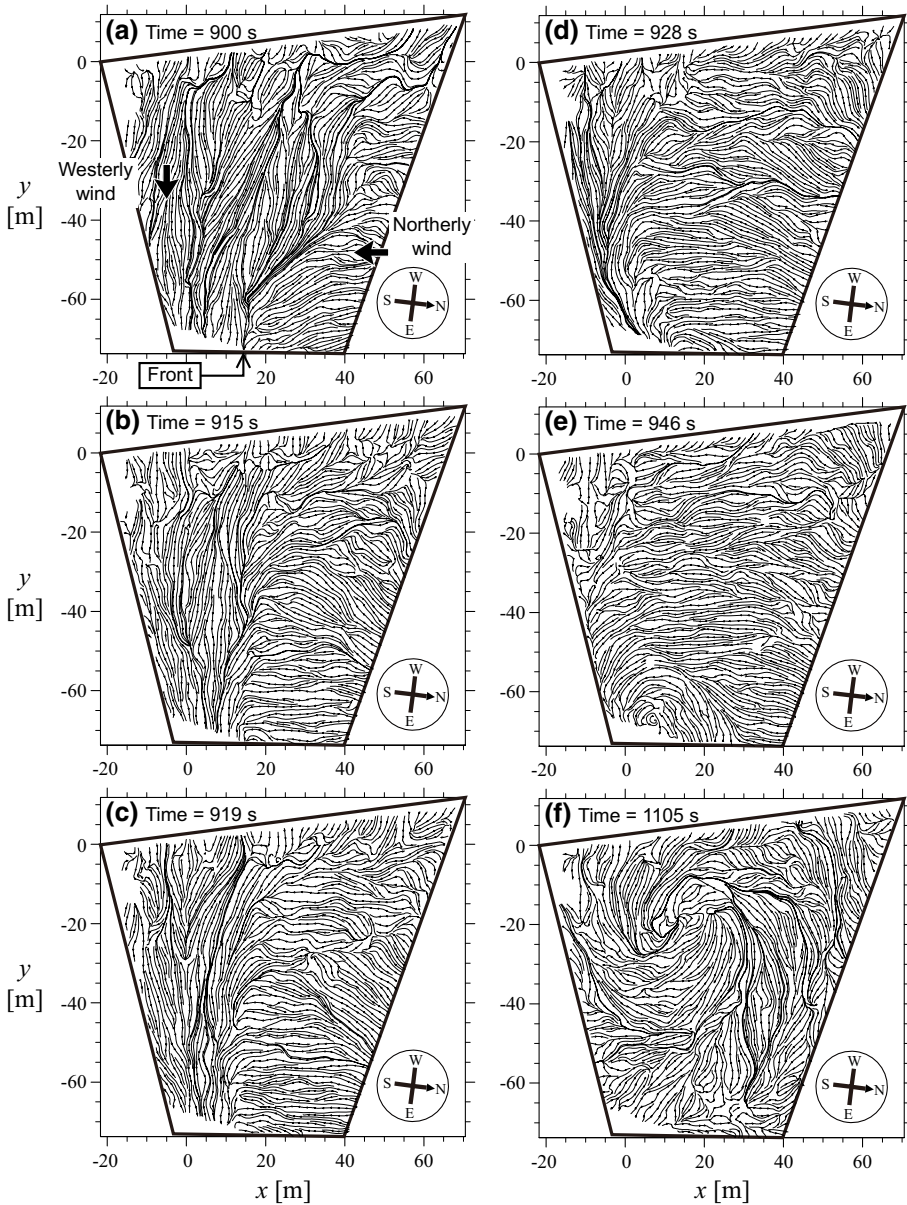 (a) Time = 900 s
0
-20
-40
-60
y
[m]
Westerly
wind
Northerly
wind
W
S
N
E
-20
0
20
40
60
Front
(d) Time = 928 s
0
-20
-40
-60
W
S
N
E
-20
0
20
40
60
(b) Time = 915 s
0
-20
-40
-60
y
[m]
W
S
N
E
-20
0
20
40
60
(e) Time = 946 s
0
-20
-40
-60
W
S
N
E
-20
0
20
40
60
(c) Time = 919 s
0
-20
-40
-60
y
[m]
W
S
N
E
-20
0
20
40
60
x [m]
(f) Time = 1105 s
0
-20
-40
-60
W
S
N
E
-20
0
20
40
60
x [m]